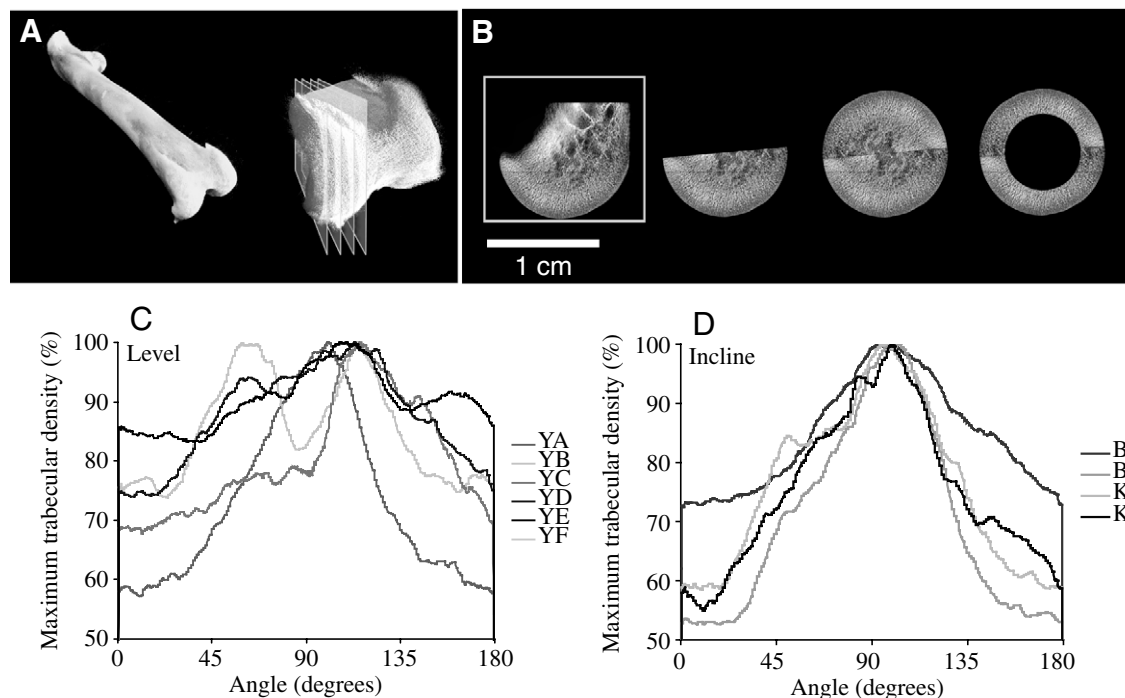 A
B
1 cm
C
Level
Maximum trabecular density (%)
100
90
80
70
60
50
0
45
90
135
180
Angle (degrees)
YA
YB
YC
YD
YE
YF
D
Incline
Maximum trabecular density (%)
100
90
80
70
60
50
0
45
90
135
180
Angle (degrees)
B
B
K
K